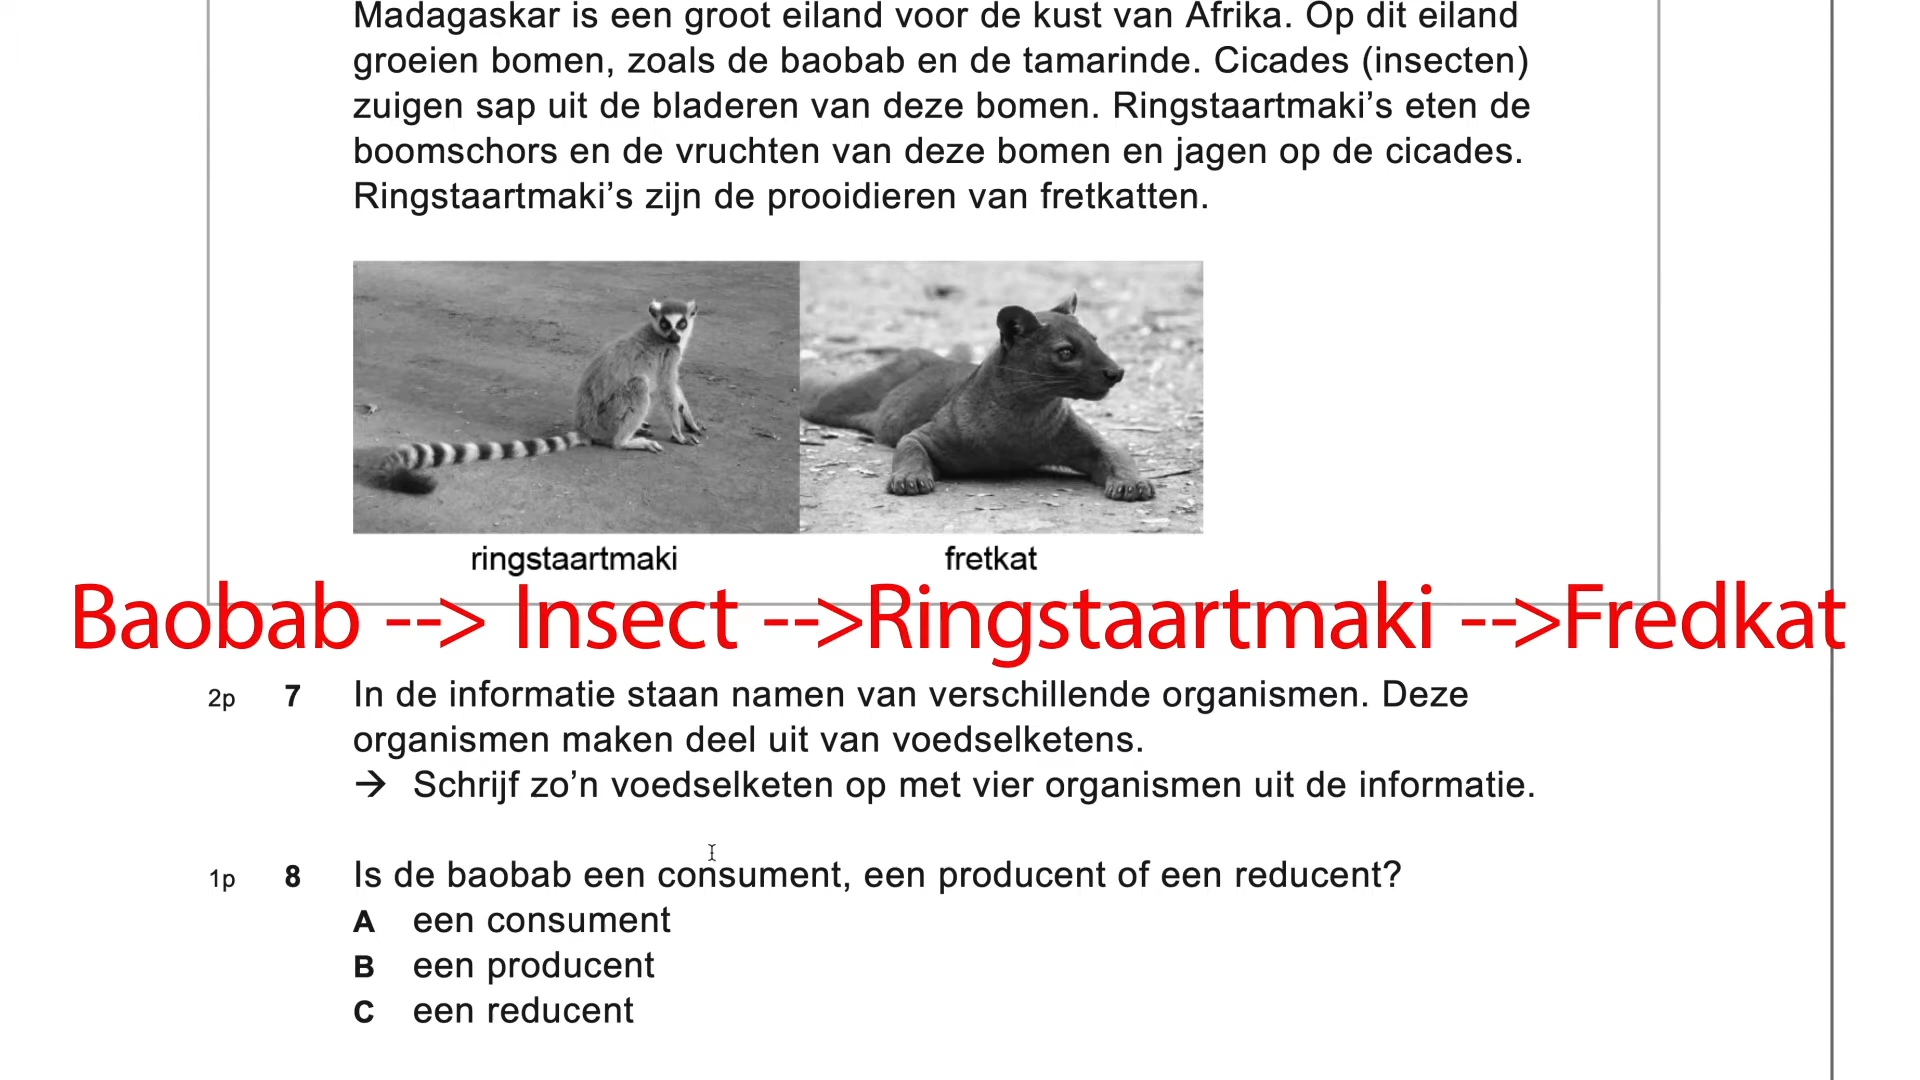 Madagaskar is een groot eiland voor de kust van Afrika. Op dit eiland
groeien bomen, zoals de baobab en de tamarinde. Cicades (insecten)
zuigen sap uit de bladeren van deze bomen. Ringstaartmaki’s eten de
boomschors en de vruchten van deze bomen en jagen op de cicades.
Ringstaartmaki’s zijn de prooidieren van fretkatten.
ringstaartmaki fretkat
Baobab --> Insect -->Ringstaartmaki -->Fredkat
2p 7 In de informatie staan namen van verschillende organismen. Deze
organismen maken deel uit van voedselketens.
→ Schrijf zo’n voedselketen op met vier organismen uit de informatie.
1p 8 Is de baobab een consument, een producent of een reducent?
A een consument
B een producent
C een reducent